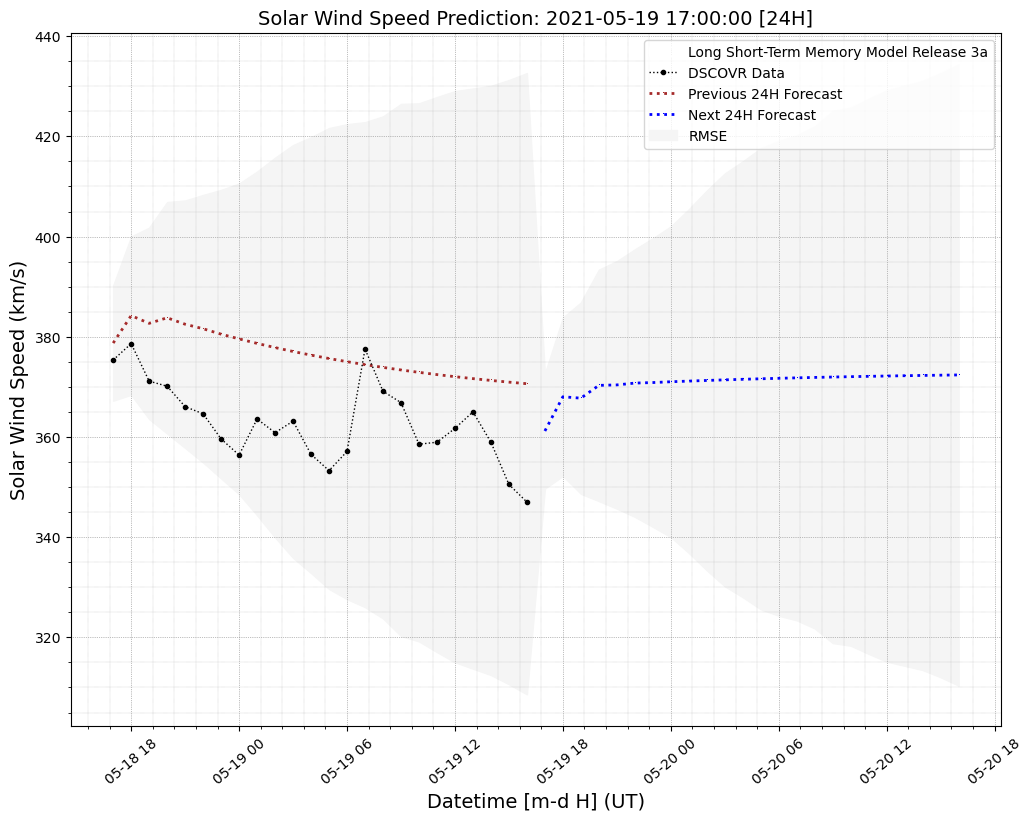 Solar Wind Speed Prediction: 2021-05-19 17:00:00 [24H]
Long Short-Term Memory Model Release 3a
DSCOVR Data
Previous 24H Forecast
Next 24H Forecast
RMSE
Solar Wind Speed (km/s)
440
420
400
380
360
340
320
05-18 18
05-19 00
05-19 06
05-19 12
05-19 18
05-20 00
05-20 06
05-20 12
05-20 18
Datetime [m-d H] (UT)